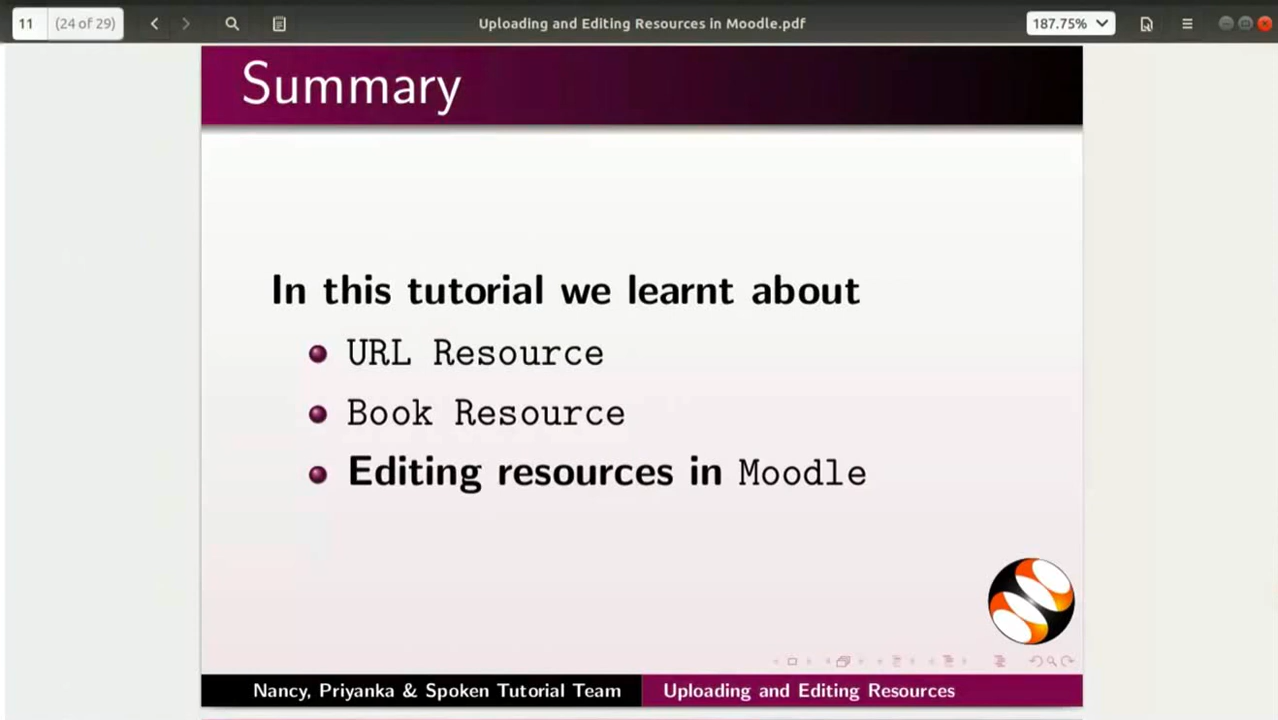 11 (24 of 29) Uploading and Editing Resources in Moodle.pdf 187.75%
Summary
In this tutorial we learnt about
URL Resource
Book Resource
Editing resources in Moodle
Nancy, Priyanka & Spoken Tutorial Team Uploading and Editing Resources